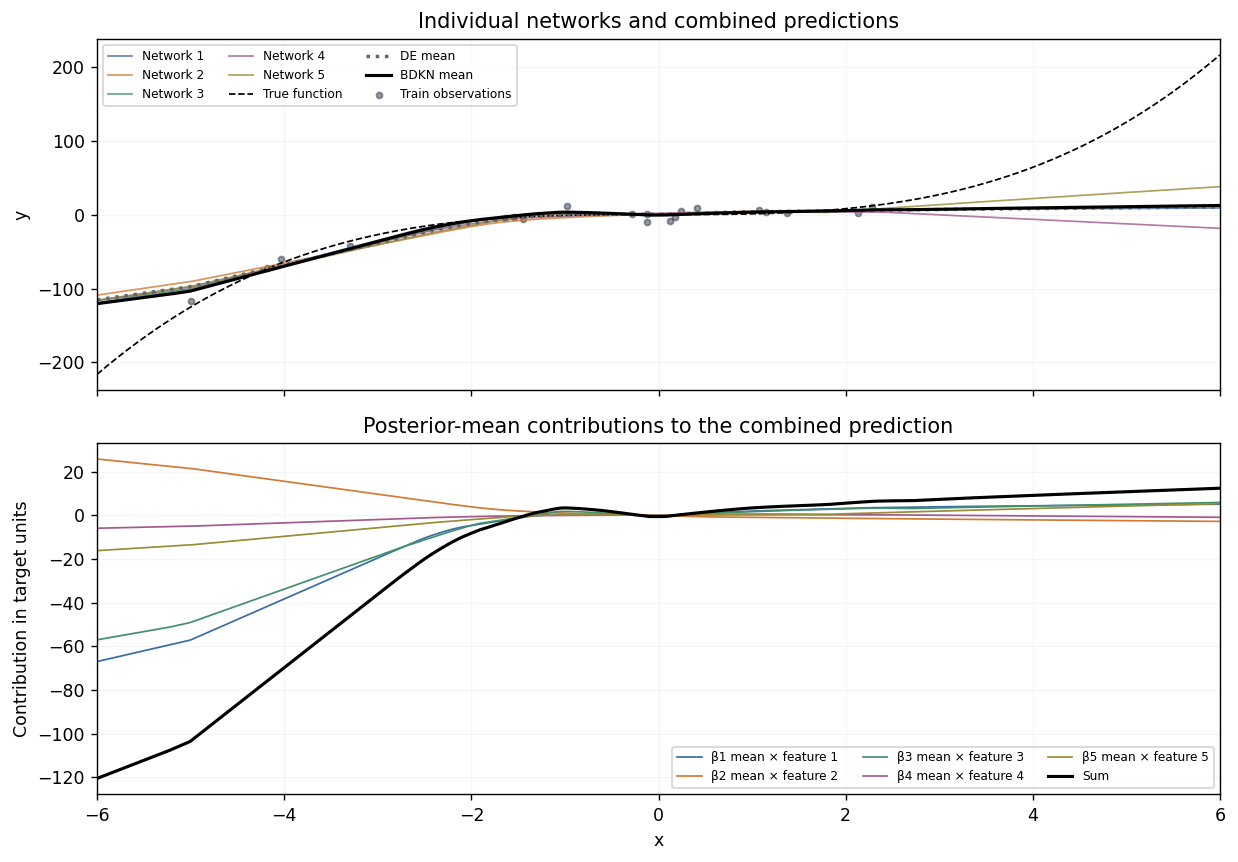 Individual networks and combined predictions
Network 1 Network 4 DE mean
Network 2 Network 5 BDKN mean
Network 3 True function Train observations
200
100
0
−100
−200
y
Posterior-mean contributions to the combined prediction
20
0
−20
−40
−60
−80
−100
−120
Contribution in target units
β1 mean × feature 1 β3 mean × feature 3 β5 mean × feature 5
β2 mean × feature 2 β4 mean × feature 4 Sum
−6 −4 −2 0 2 4 6
x